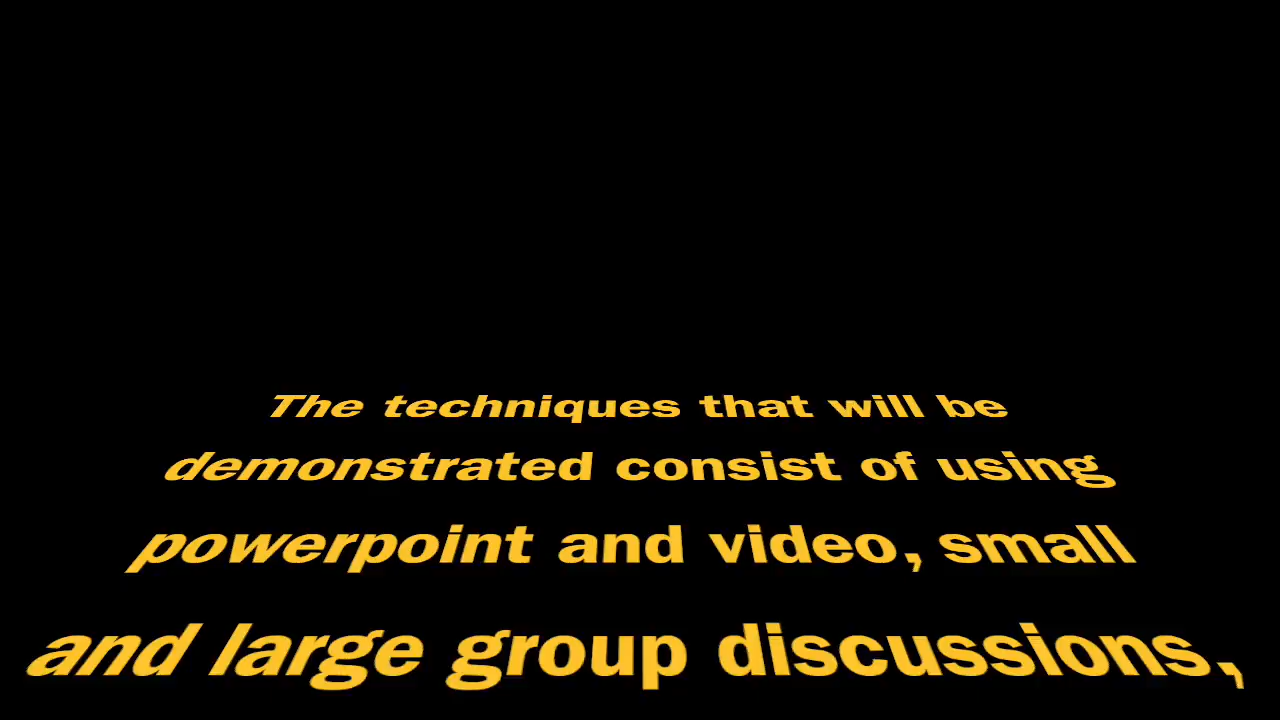 The techniques that will be
demonstrated consist of using
powerpoint and video, small
and large group discussions,